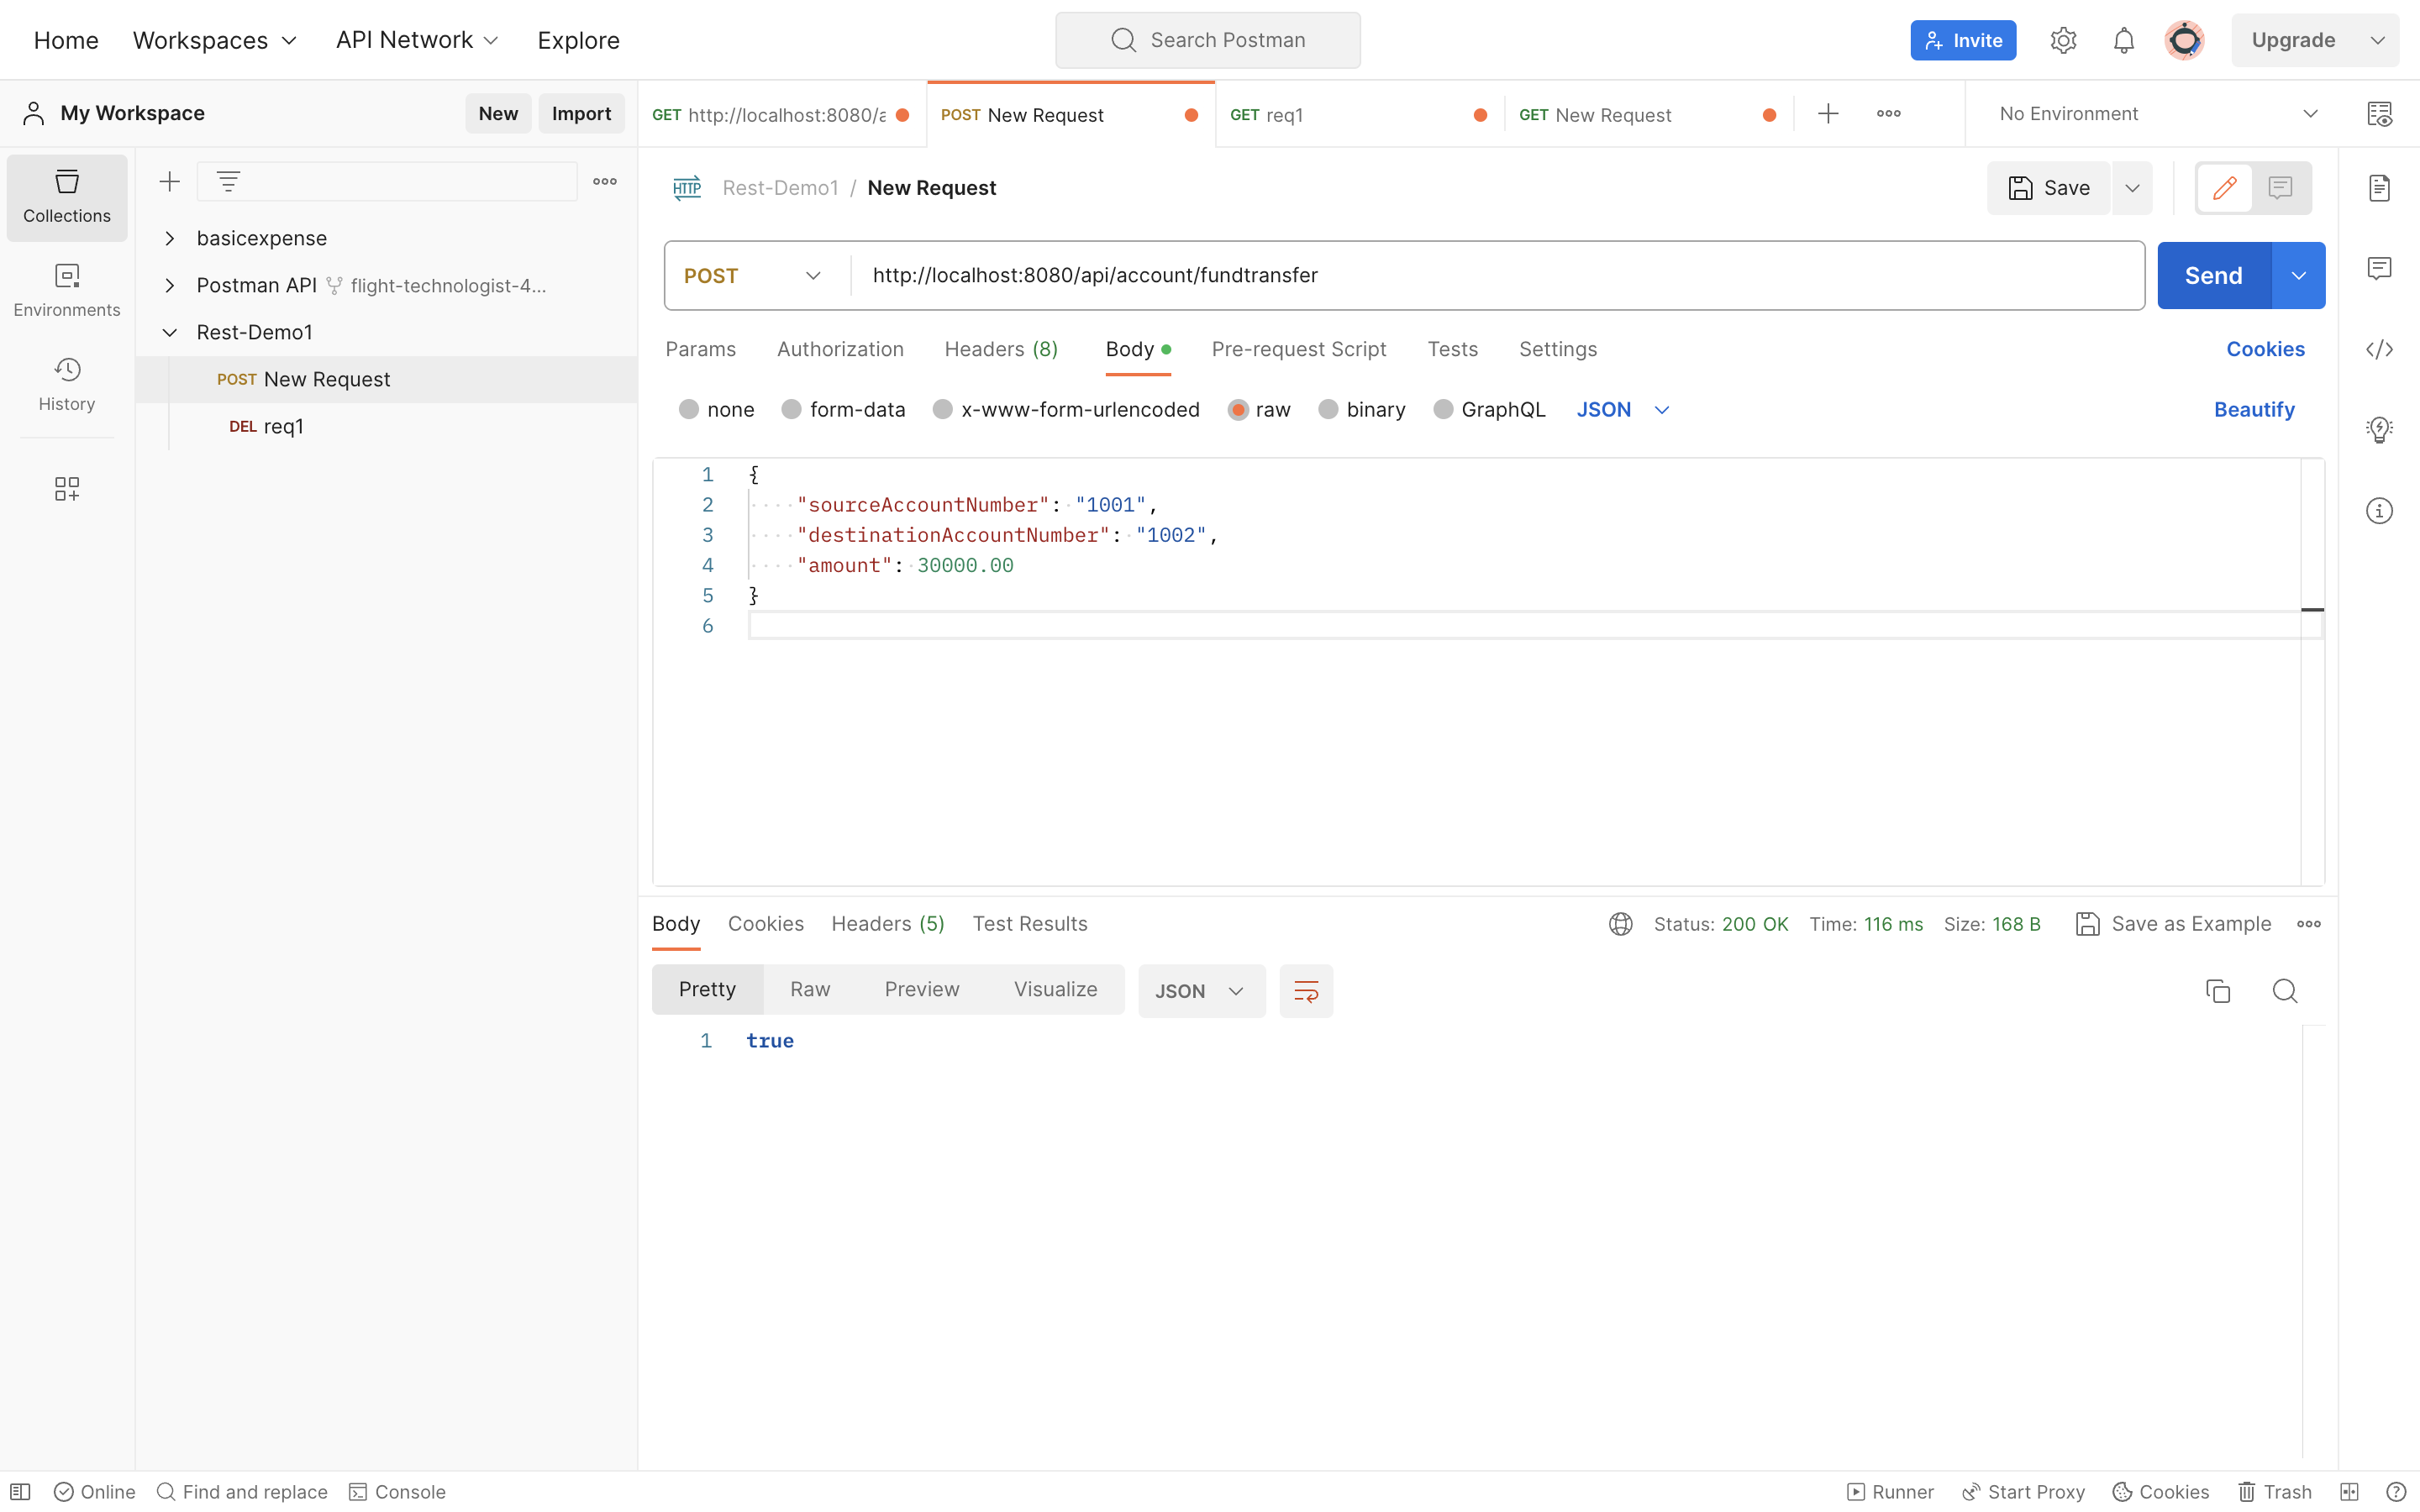 Home Workspaces API Network Explore Search Postman Invite Upgrade
My Workspace New Import GET http://localhost:8080/a POST New Request GET req1 GET New Request No Environment
Collections
Environments
History
basicexpense
Postman API flight-technologist-4...
Rest-Demo1
POST New Request
DEL req1
HTTP Rest-Demo1 / New Request Save
POST http://localhost:8080/api/account/fundtransfer Send
Params Authorization Headers (8) Body Pre-request Script Tests Settings Cookies
none form-data x-www-form-urlencoded raw binary GraphQL JSON Beautify
1 {
2 "sourceAccountNumber": "1001",
3 "destinationAccountNumber": "1002",
4 "amount": 30000.00
5 }
6
Body Cookies Headers (5) Test Results Status: 200 OK Time: 116 ms Size: 168 B Save as Example
Pretty Raw Preview Visualize JSON
1 true
Online Find and replace Console Runner Start Proxy Cookies Trash